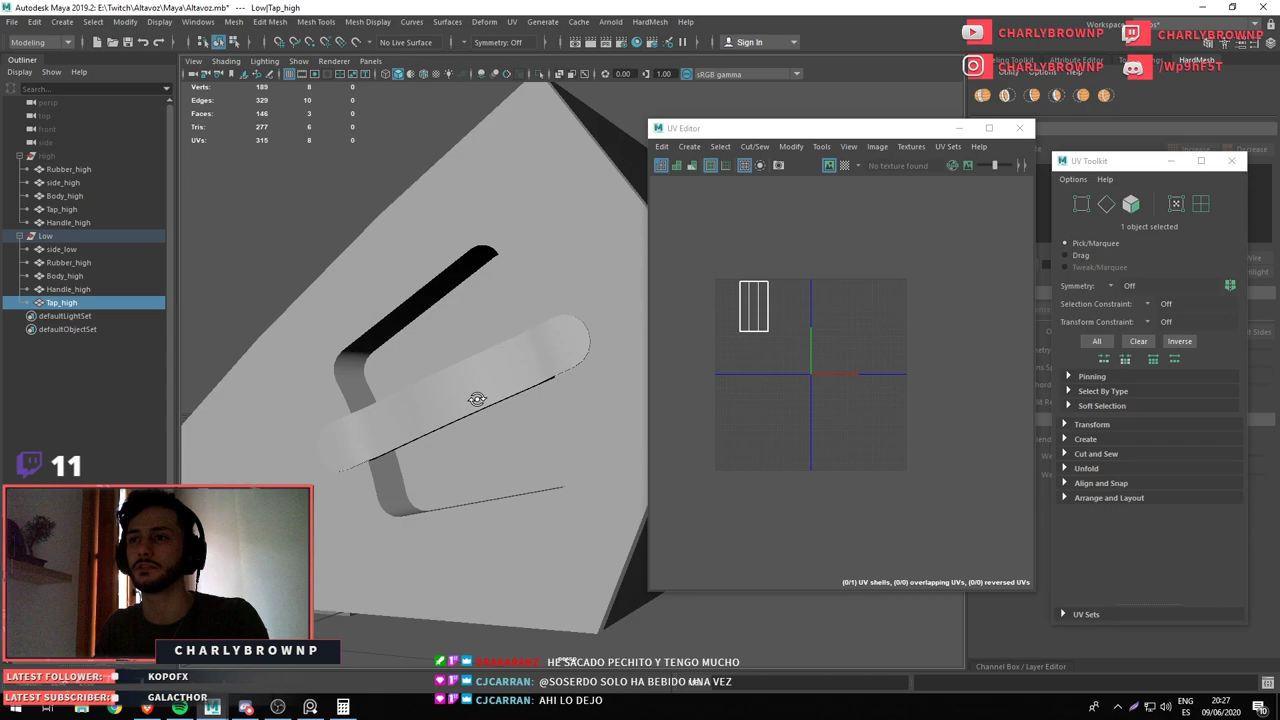 Autodesk Maya 2019.2: E:\Twitch\Altavoz\Maya\Altavoz.mb* --- Low|Tap_high
File Edit Create Select Modify Display Windows Mesh Edit Mesh Mesh Tools Mesh Display Curves Surfaces Deform UV Generate Cache Arnold HardMesh Help
CHARLYBROWNP
CHARLYBROWNP
CHARLYBROWNP
/Wp9nF5T
Modeling
No Live Surface
Symmetry: Off
Sign In
Outliner
Display Show Help
Search...
persp
top
front
side
High
Rubber_high
side_high
Body_high
Tap_high
Handle_high
Low
side_low
Rubber_high
Body_high
Handle_high
Tap_high
defaultLightSet
defaultObjectSet
View Shading Lighting Show Renderer Panels
0.00
1.00
sRGB gamma
Verts: 189 8 0
Edges: 329 10 0
Faces: 146 3 0
Tris: 277 6 0
UVs: 315 8 0
UV Editor
Edit Create Select Cut/Sew Modify Tools View Image Textures UV Sets Help
No texture found
(0/1) UV shells, (0/0) overlapping UVs, (0/0) reversed UVs
UV Toolkit
Options Help
1 object selected
Pick/Marquee
Drag
Tweak/Marquee
Symmetry: Off
Selection Constraint: Off
Transform Constraint: Off
All Clear Inverse
Pinning
Select By Type
Soft Selection
Transform
Create
Cut and Sew
Unfold
Align and Snap
Arrange and Layout
UV Sets
Channel Box / Layer Editor
11
CHARLYBROWNP
LATEST FOLLOWER: KOPOFX
LATEST SUBSCRIBER: GALACTHOR
HE SACADO PECHITO Y TENGO MUCHO
CJCARRAN: @SOSERDO SOLO HA BEBIDO UNA VEZ
CJCARRAN: AHI LO DEJO
ENG
ES
20:27
09/06/2020